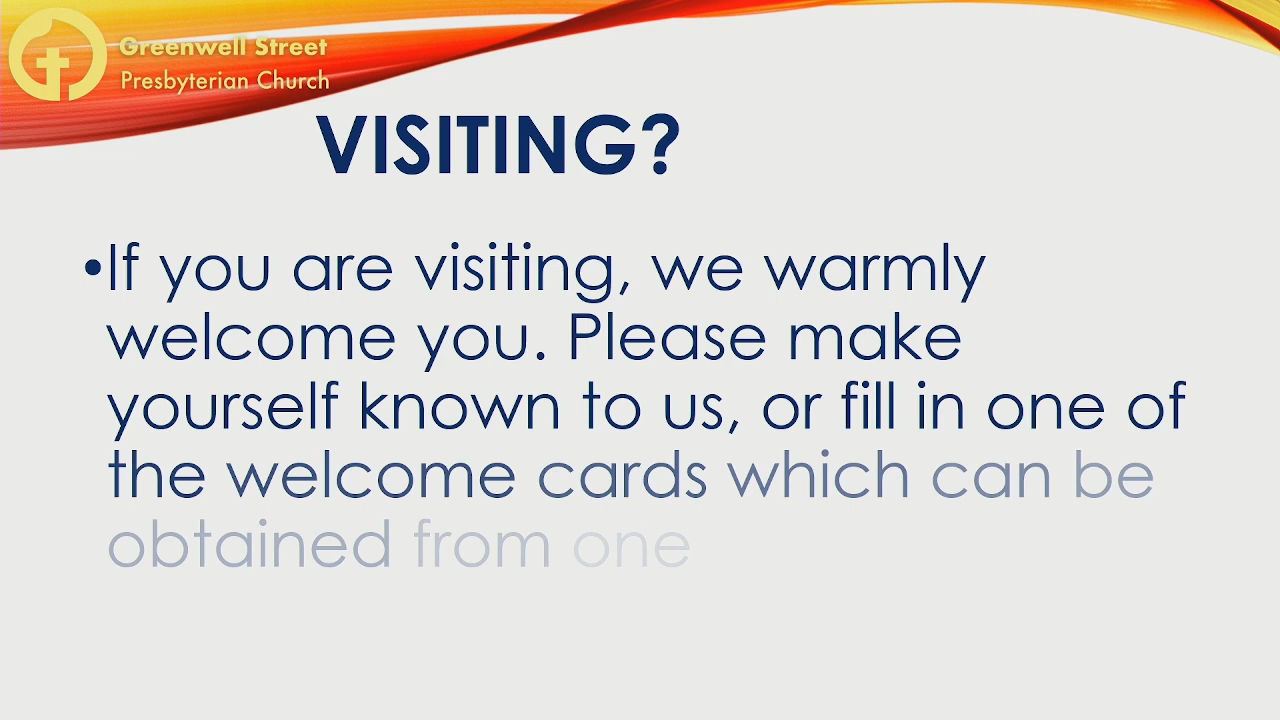 Greenwell Street
Presbyterian Church
VISITING?
•If you are visiting, we warmly
welcome you. Please make
yourself known to us, or fill in one of
the welcome cards which can be
obtained from one